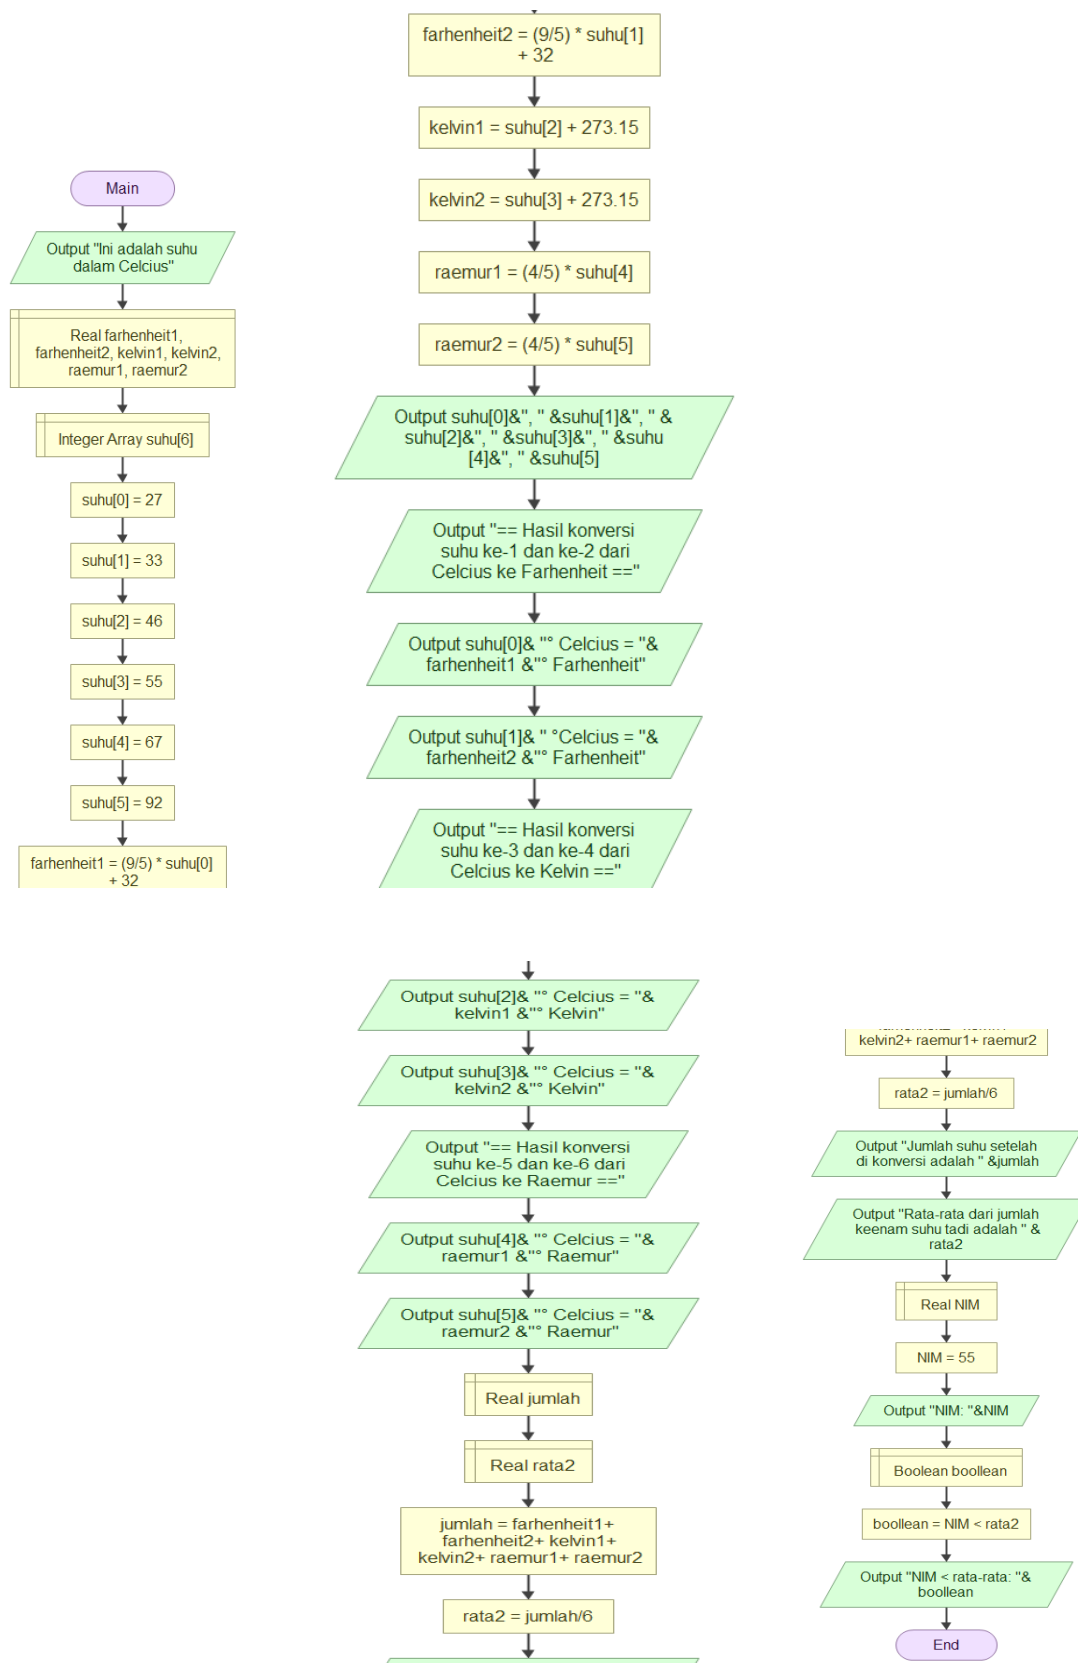 Main
Output "Ini adalah suhu
dalam Celcius"
Real farhenheit1,
farhenheit2, kelvin1, kelvin2,
raemur1, raemur2
Integer Array suhu[6]
suhu[0] = 27
suhu[1] = 33
suhu[2] = 46
suhu[3] = 55
suhu[4] = 67
suhu[5] = 92
farhenheit1 = (9/5) * suhu[0]
+ 32
farhenheit2 = (9/5) * suhu[1]
+ 32
kelvin1 = suhu[2] + 273.15
kelvin2 = suhu[3] + 273.15
raemur1 = (4/5) * suhu[4]
raemur2 = (4/5) * suhu[5]
Output suhu[0]&", " &suhu[1]&", " &
suhu[2]&", " &suhu[3]&", " &suhu
[4]&", " &suhu[5]
Output "== Hasil konversi
suhu ke-1 dan ke-2 dari
Celcius ke Farhenheit =="
Output suhu[0]& "° Celcius = "&
farhenheit1 &"° Farhenheit"
Output suhu[1]& " °Celcius = "&
farhenheit2 &"° Farhenheit"
Output "== Hasil konversi
suhu ke-3 dan ke-4 dari
Celcius ke Kelvin =="
Output suhu[2]& "° Celcius = "&
kelvin1 &"° Kelvin"
Output suhu[3]& "° Celcius = "&
kelvin2 &"° Kelvin"
Output "== Hasil konversi
suhu ke-5 dan ke-6 dari
Celcius ke Raemur =="
Output suhu[4]& "° Celcius = "&
raemur1 &"° Raemur"
Output suhu[5]& "° Celcius = "&
raemur2 &"° Raemur"
Real jumlah
Real rata2
jumlah = farhenheit1+
farhenheit2+ kelvin1+
kelvin2+ raemur1+ raemur2
rata2 = jumlah/6
kelvin2+ raemur1+ raemur2
rata2 = jumlah/6
Output "Jumlah suhu setelah
di konversi adalah " &jumlah
Output "Rata-rata dari jumlah
keenam suhu tadi adalah " &
rata2
Real NIM
NIM = 55
Output "NIM: "&NIM
Boolean boollean
boollean = NIM < rata2
Output "NIM < rata-rata: "&
boollean
End